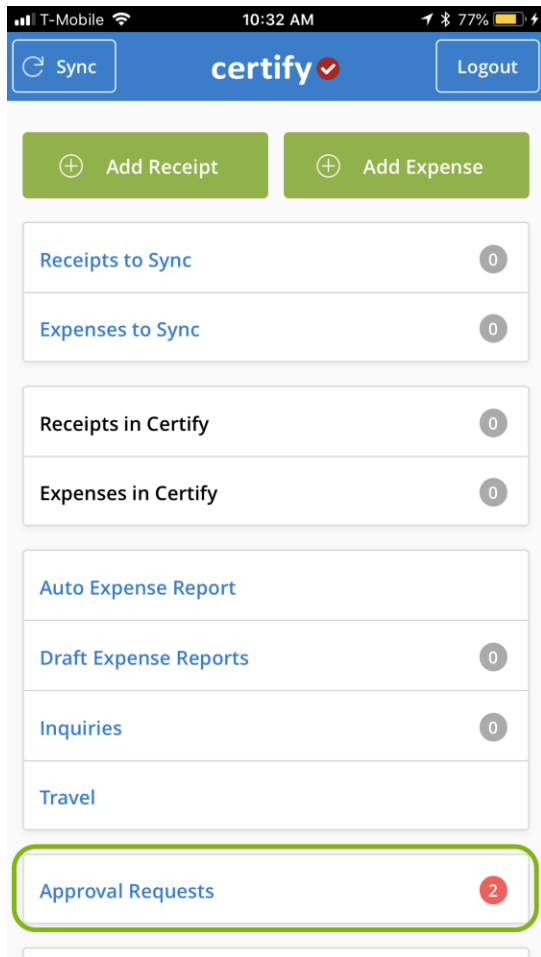 T-Mobile 10:32 AM 77%
Sync certify Logout
Add Receipt Add Expense
Receipts to Sync 0
Expenses to Sync 0
Receipts in Certify 0
Expenses in Certify 0
Auto Expense Report
Draft Expense Reports 0
Inquiries 0
Travel
Approval Requests 2